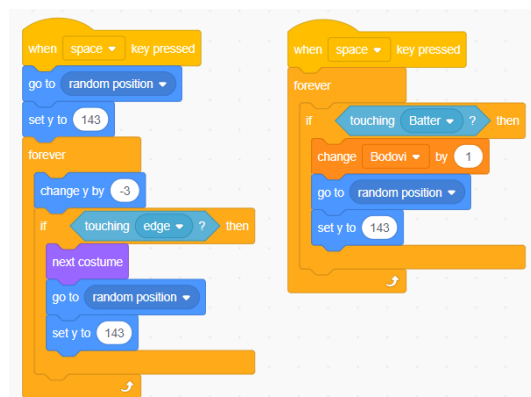 when space key pressed
go to random position
set y to 143
forever
change y by -3
if touching edge ? then
next costume
go to random position
set y to 143
when space key pressed
forever
if touching Batter ? then
change Bodovi by 1
go to random position
set y to 143